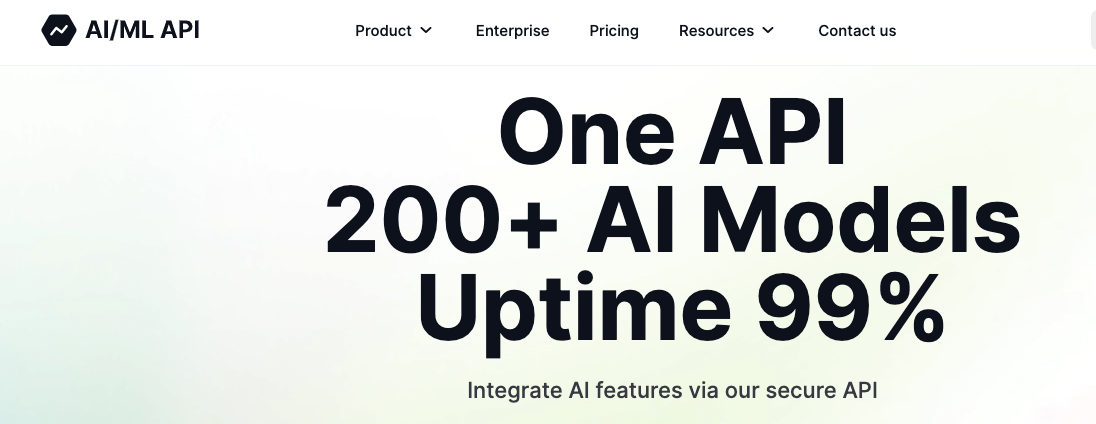 AI/ML API
Product
Enterprise
Pricing
Resources
Contact us
One API
200+ AI Models
Uptime 99%
Integrate AI features via our secure API